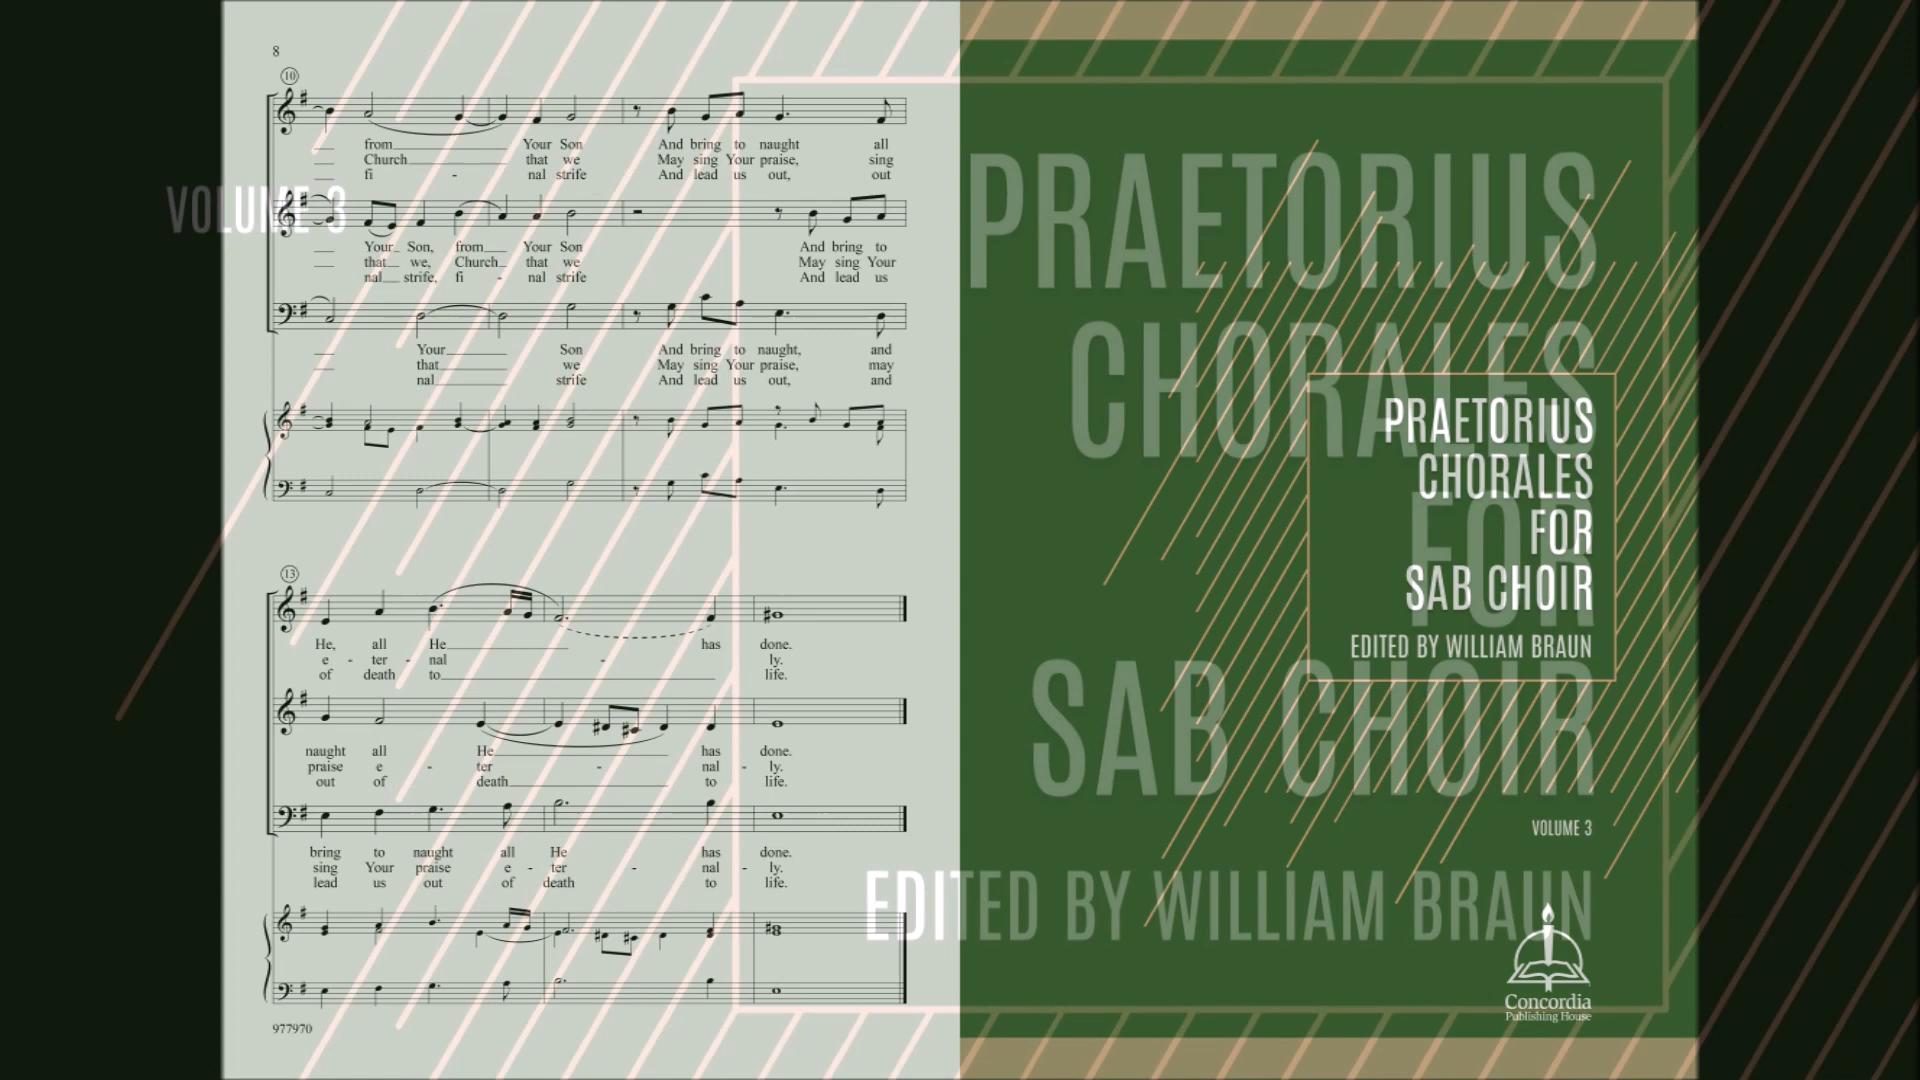 8
10
from Your Son And bring to naught all
Church that we May sing Your praise, sing
fi - nal strife And lead us out, out
VOLUME 3
Your Son, from Your Son And bring to
that we, Church that we May sing Your
nal strife, fi - nal strife And lead us
Your Son And bring to naught, and
that we May sing Your praise, may
nal strife And lead us out, and
13
He, all He has done.
e - ter - nal - ly.
of death to life.
naught all He has done.
praise e - ter - nal - ly.
out of death to life.
bring to naught all He has done.
sing Your praise e - ter - nal - ly.
lead us out of death to life.
977970
PRAETORIUS
CHORALES
FOR
SAB CHOIR
EDITED BY WILLIAM BRAUN
PRAETORIUS
CHORALES
FOR
SAB CHOIR
EDITED BY WILLIAM BRAUN
VOLUME 3
Concordia
Publishing House